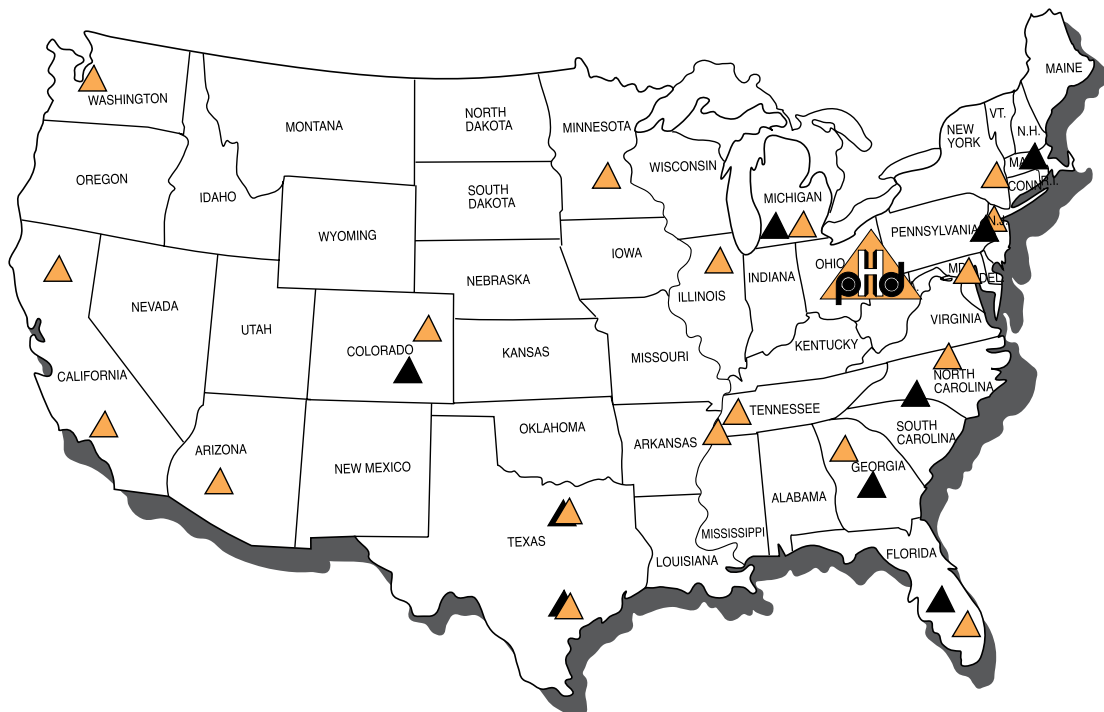 MAINE
WASHINGTON
VT.
NORTH
DAKOTA
MONTANA
MINNESOTA
NEW
YORK
N.H.
WISCONSIN
OREGON
IDAHO
SOUTH
DAKOTA
MICHIGAN
CONN
R.I.
WYOMING
PENNSYLVANIA
N.J.
IOWA
OHIO
pHd
MD
DEL
NEBRASKA
INDIANA
ILLINOIS
NEVADA
UTAH
VIRGINIA
COLORADO
KANSAS
MISSOURI
KENTUCKY
CALIFORNIA
NORTH
CAROLINA
TENNESSEE
OKLAHOMA
ARKANSAS
SOUTH
CAROLINA
ARIZONA
NEW MEXICO
GEORGIA
ALABAMA
MISSISSIPPI
TEXAS
LOUISIANA
FLORIDA